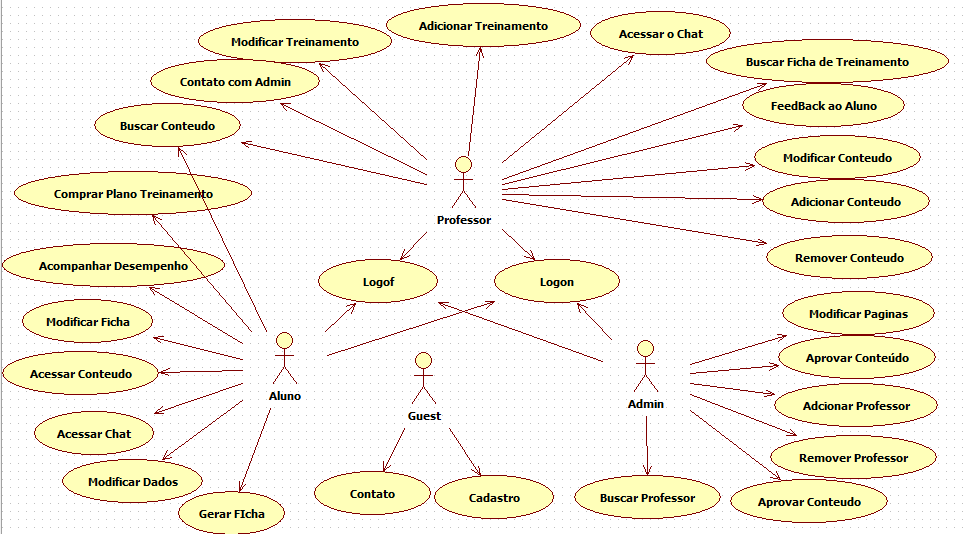 Adicionar Treinamento
Acessar o Chat
Modificar Treinamento
Buscar Ficha de Treinamento
Contato com Admin
FeedBack ao Aluno
Buscar Conteudo
Modificar Conteudo
Comprar Plano Treinamento
Adicionar Conteudo
Professor
Remover Conteudo
Acompanhar Desempenho
Logof
Logon
Modificar Ficha
Modificar Paginas
Acessar Conteudo
Aprovar Conteúdo
Aluno
Guest
Admin
Adcionar Professor
Acessar Chat
Remover Professor
Modificar Dados
Contato
Cadastro
Buscar Professor
Aprovar Conteudo
Gerar FIcha